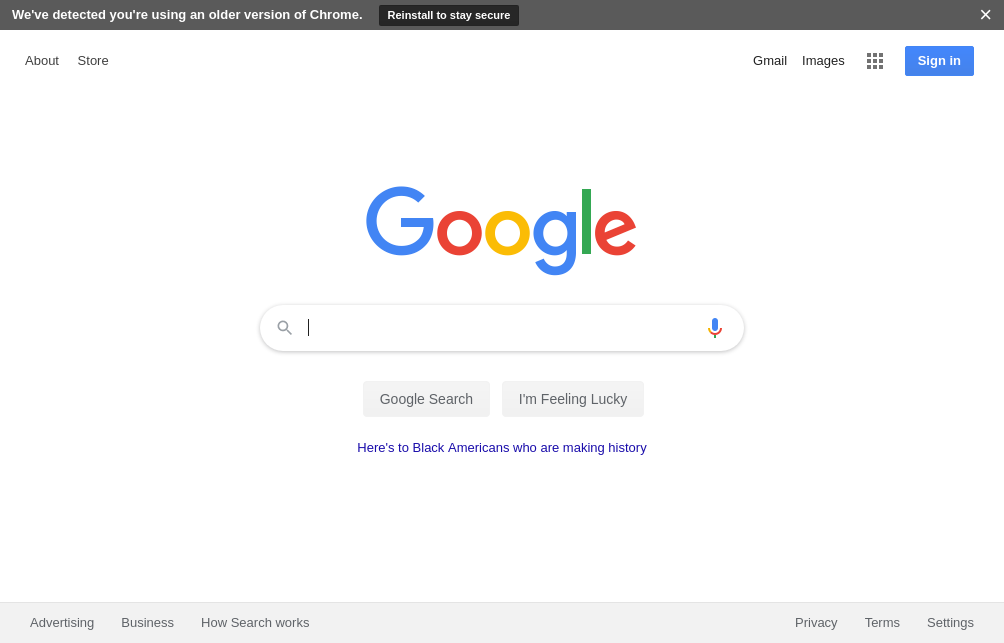 We've detected you're using an older version of Chrome. Reinstall to stay secure
About Store Gmail Images Sign in
Google
Google Search I'm Feeling Lucky
Here's to Black Americans who are making history
Advertising Business How Search works Privacy Terms Settings